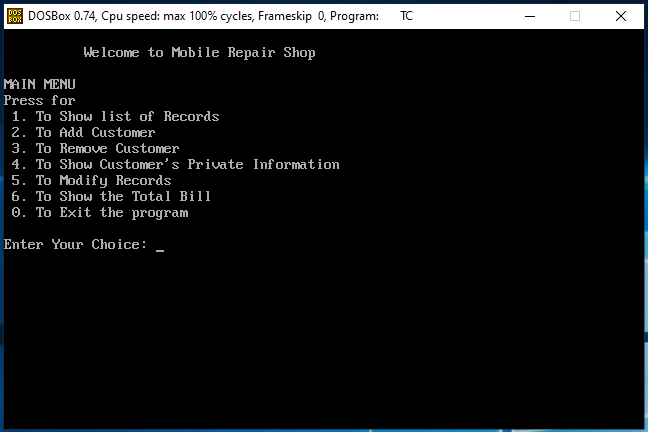 DOS
BOX
DOSBox 0.74, Cpu speed: max 100% cycles, Frameskip 0, Program: TC
Welcome to Mobile Repair Shop
MAIN MENU
Press for
1. To Show list of Records
2. To Add Customer
3. To Remove Customer
4. To Show Customer's Private Information
5. To Modify Records
6. To Show the Total Bill
0. To Exit the program
Enter Your Choice: _